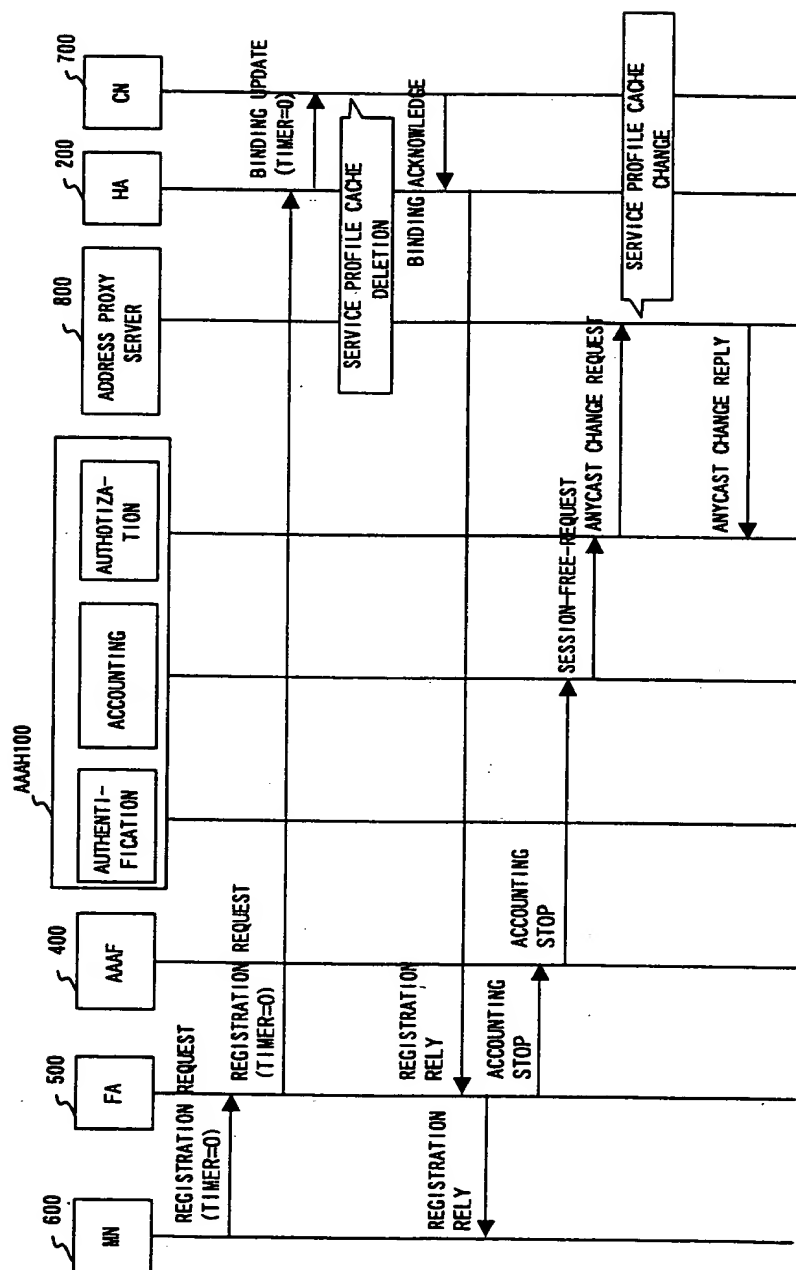 600
MN
500
FA
400
AAAF
AAAH100
AUTHENTI-
FICATION
ACCOUNTING
AUTHOTIZA-
TION
800
ADDRESS PROXY
SERVER
200
HA
700
CN
REGISTRATION REQUEST
(TIMER=0)
REGISTRATION REQUEST
(TIMER=0)
BINDING UPDATE
(TIMER=0)
SERVICE PROFILE CACHE
DELETION
BINDING ACKNOWLEDGE
REGISTRATION
RELY
REGISTRATION
RELY
ACCOUNTING
STOP
ACCOUNTING
STOP
SESSION-FREE-REQUEST
ANYCAST CHANGE REQUEST
SERVICE PROFILE CACHE
CHANGE
ANYCAST CHANGE REPLY